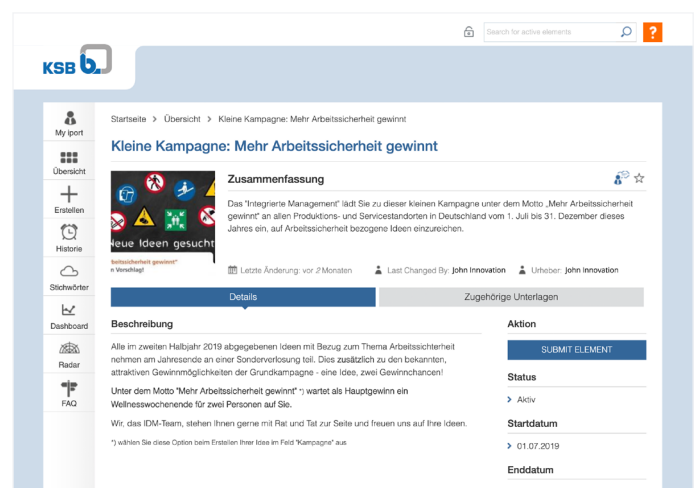 Search for active elements
?
KSB b.
Startseite > Übersicht > Kleine Kampagne: Mehr Arbeitssicherheit gewinnt
My iport
Übersicht
Erstellen
Historie
Stichwörter
Dashboard
Radar
FAQ
Kleine Kampagne: Mehr Arbeitssicherheit gewinnt
Neue Ideen gesucht
beitssicherheit gewinnt"
n Vorschlag!
Zusammenfassung
Das "Integrierte Management" lädt Sie zu dieser kleinen Kampagne unter dem Motto „Mehr Arbeitssicherheit
gewinnt" an allen Produktions- und Servicestandorten in Deutschland vom 1. Juli bis 31. Dezember dieses
Jahres ein, auf Arbeitssicherheit bezogene Ideen einzureichen.
Letzte Änderung: vor 2 Monaten Last Changed By: John Innovation Urheber: John Innovation
Details
Zugehörige Unterlagen
Beschreibung
Alle im zweiten Halbjahr 2019 abgegebenen Ideen mit Bezug zum Thema Arbeitssichterheit
nehmen am Jahresende an einer Sonderverlosung teil. Dies zusätzlich zu den bekannten,
attraktiven Gewinnmöglichkeiten der Grundkampagne - eine Idee, zwei Gewinnchancen!
Unter dem Motto "Mehr Arbeitssicherheit gewinnt" *) wartet als Hauptgewinn ein
Wellnesswochenende für zwei Personen auf Sie.
Wir, das IDM-Team, stehen Ihnen gerne mit Rat und Tat zur Seite und freuen uns auf Ihre Ideen.
*) wählen Sie diese Option beim Erstellen Ihrer Idee im Feld "Kampagne" aus
Aktion
SUBMIT ELEMENT
Status
> Aktiv
Startdatum
> 01.07.2019
Enddatum